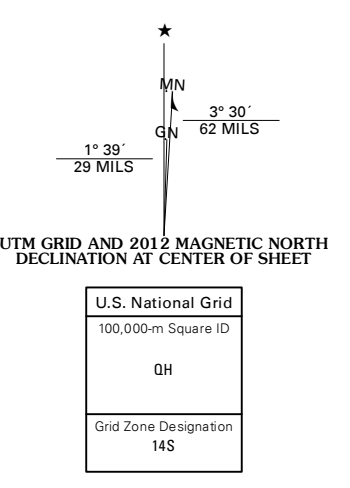 ★
MN
3° 30´
62 MILS
GN
1° 39´
29 MILS
UTM GRID AND 2012 MAGNETIC NORTH
DECLINATION AT CENTER OF SHEET
U.S. National Grid
100,000-m Square ID
QH
Grid Zone Designation
14S